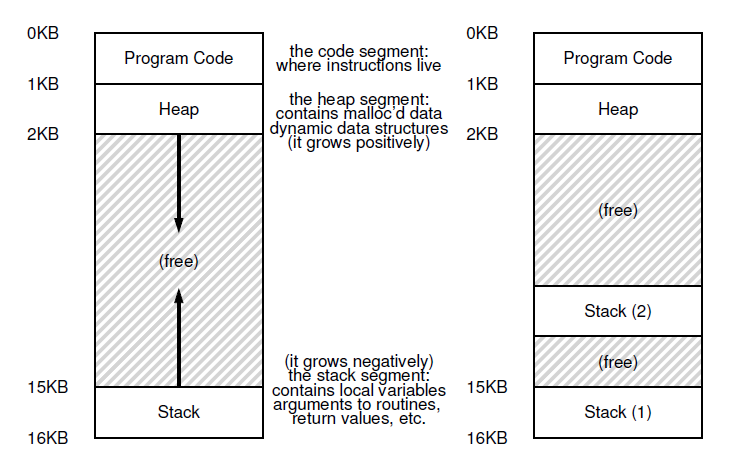 0KB
Program Code
the code segment:
where instructions live
1KB
Heap
the heap segment:
contains malloc'd data
dynamic data structures
(it grows positively)
2KB
(free)
(it grows negatively)
the stack segment:
contains local variables
arguments to routines,
return values, etc.
15KB
Stack
16KB
0KB
Program Code
1KB
Heap
2KB
(free)
Stack (2)
(free)
15KB
Stack (1)
16KB